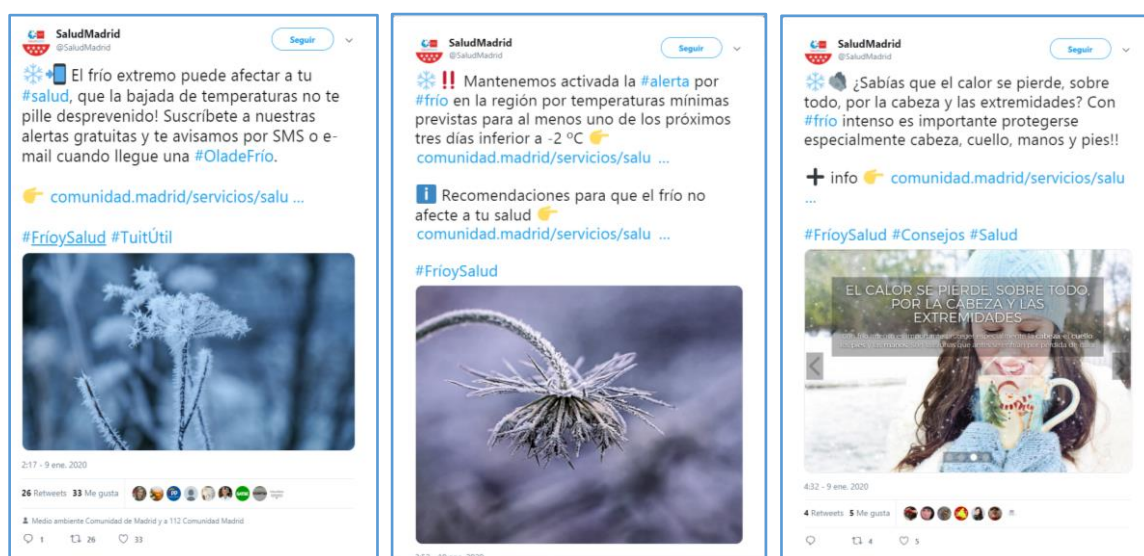 SaludMadrid
@SaludMadrid
Seguir
El frío extremo puede afectar a tu
#salud, que la bajada de temperaturas no te
pille desprevenido! Suscríbete a nuestras
alertas gratuitas y te avisamos por SMS o e-
mail cuando llegue una #OladeFrío.
comunidad.madrid/servicios/salu ...
#FríoySalud #TuitÚtil
2:17 - 9 ene. 2020
26 Retweets 33 Me gusta
Medio ambiente Comunidad de Madrid y a 112 Comunidad Madrid
1 26 33
SaludMadrid
@SaludMadrid
Seguir
‼ Mantenemos activada la #alerta por
#frío en la región por temperaturas mínimas
previstas para al menos uno de los próximos
tres días inferior a -2 ºC
comunidad.madrid/servicios/salu ...
Recomendaciones para que el frío no
afecte a tu salud
comunidad.madrid/servicios/salu ...
#FríoySalud
SaludMadrid
@SaludMadrid
Seguir
¿Sabías que el calor se pierde, sobre
todo, por la cabeza y las extremidades? Con
#frío intenso es importante protegerse
especialmente cabeza, cuello, manos y pies!!
+ info comunidad.madrid/servicios/salu
...
#FríoySalud #Consejos #Salud
EL CALOR SE PIERDE, SOBRE TODO,
POR LA CABEZA Y LAS
EXTREMIDADES
4:32 - 9 ene. 2020
4 Retweets 5 Me gusta
4 5